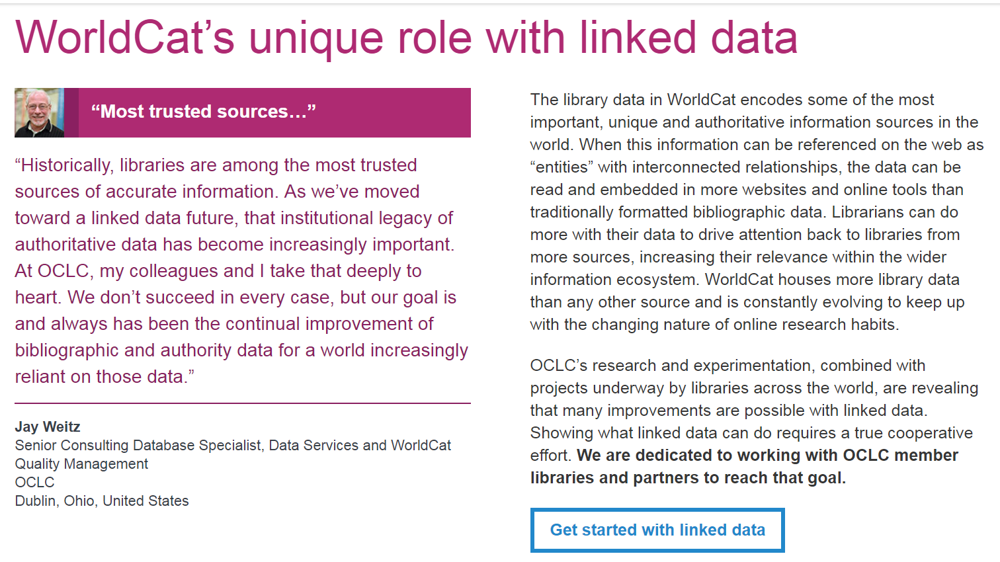 WorldCat’s unique role with linked data
“Most trusted sources…”
“Historically, libraries are among the most trusted
sources of accurate information. As we’ve moved
toward a linked data future, that institutional legacy of
authoritative data has become increasingly important.
At OCLC, my colleagues and I take that deeply to
heart. We don’t succeed in every case, but our goal is
and always has been the continual improvement of
bibliographic and authority data for a world increasingly
reliant on those data.”
Jay Weitz
Senior Consulting Database Specialist, Data Services and WorldCat
Quality Management
OCLC
Dublin, Ohio, United States
The library data in WorldCat encodes some of the most
important, unique and authoritative information sources in the
world. When this information can be referenced on the web as
“entities” with interconnected relationships, the data can be
read and embedded in more websites and online tools than
traditionally formatted bibliographic data. Librarians can do
more with their data to drive attention back to libraries from
more sources, increasing their relevance within the wider
information ecosystem. WorldCat houses more library data
than any other source and is constantly evolving to keep up
with the changing nature of online research habits.
OCLC’s research and experimentation, combined with
projects underway by libraries across the world, are revealing
that many improvements are possible with linked data.
Showing what linked data can do requires a true cooperative
effort. We are dedicated to working with OCLC member
libraries and partners to reach that goal.
Get started with linked data